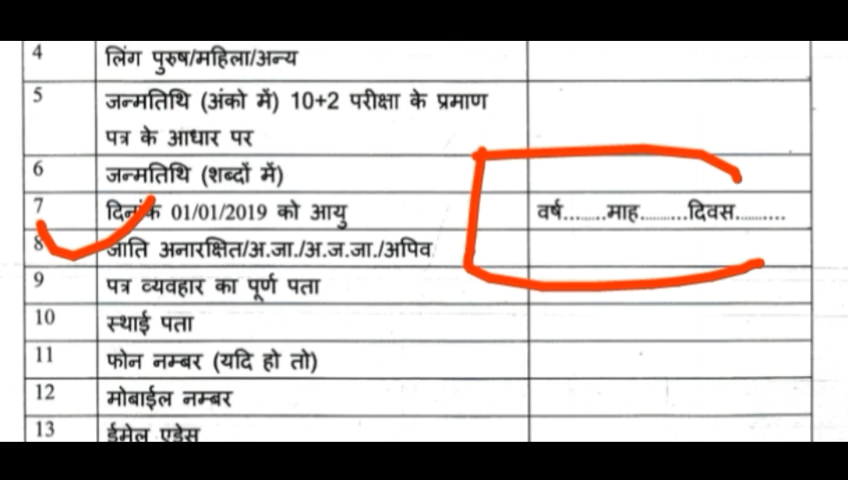 4 लिंग पुरुष/महिला/अन्य
5 जन्मतिथि (अंको में) 10+2 परीक्षा के प्रमाण
पत्र के आधार पर
6 जन्मतिथि (शब्दों में)
7 दिनांक 01/01/2019 को आयु वर्ष........माह..........दिवस..........
8 जाति अनारक्षित/अ.जा./अ.ज.जा./अपिव
9 पत्र व्यवहार का पूर्ण पता
10 स्थाई पता
11 फोन नम्बर (यदि हो तो)
12 मोबाईल नम्बर
13 ईमेल एड्रेस